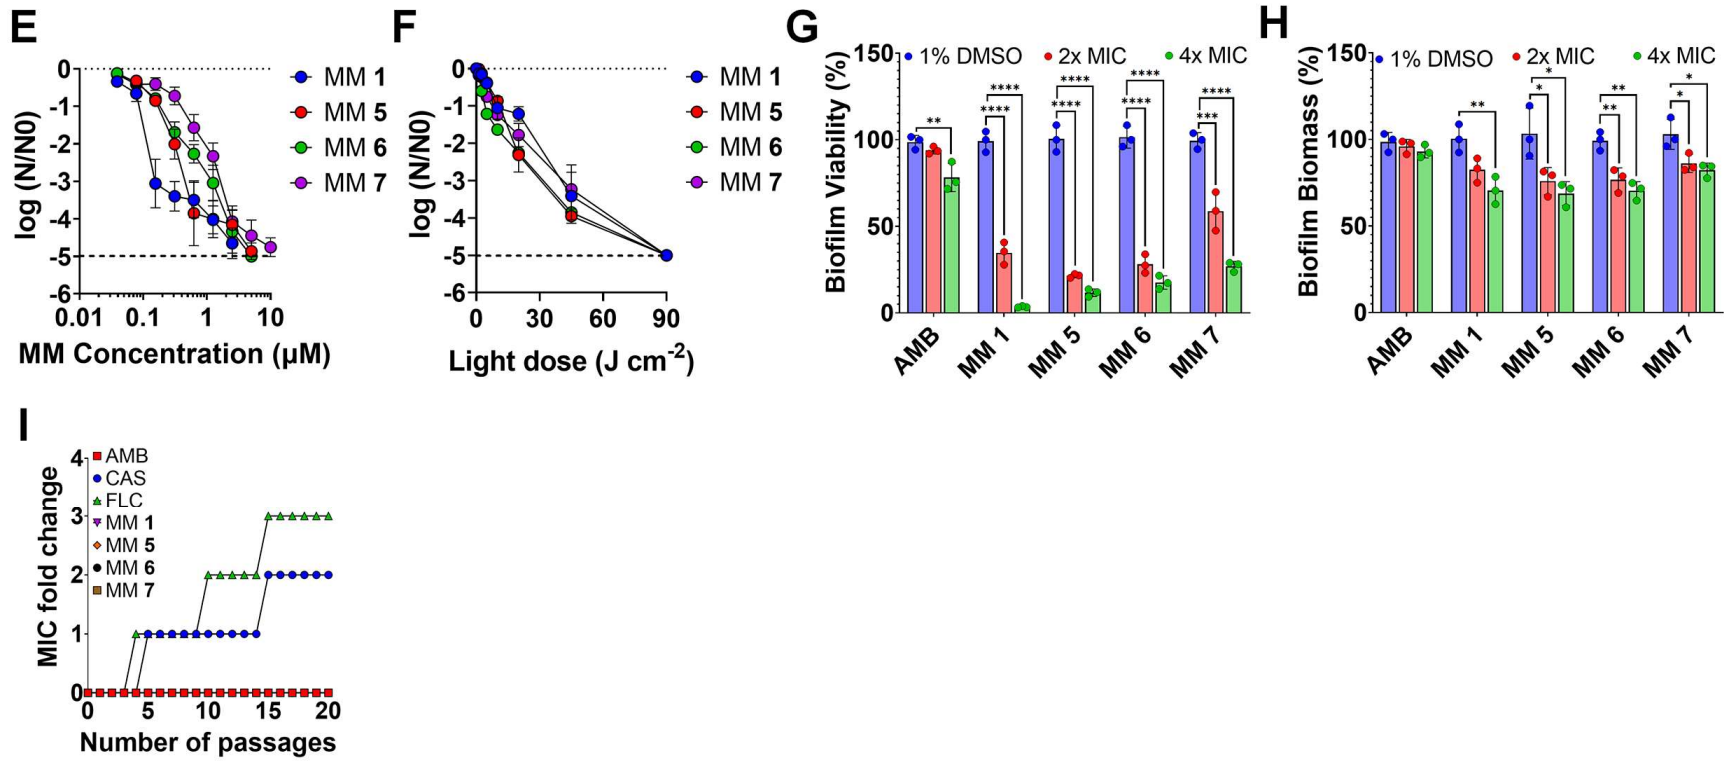 E
0
-1
-2
-3
-4
-5
-6
log (N/N0)
0.01 0.1 1 10
MM Concentration (µM)
MM 1
MM 5
MM 6
MM 7
F
0
-1
-2
-3
-4
-5
-6
log (N/N0)
0 30 60 90
Light dose (J cm-2)
MM 1
MM 5
MM 6
MM 7
G
1% DMSO 2x MIC 4x MIC
150
100
50
0
Biofilm Viability (%)
**
**** ****
**** ****
**** ****
*** ****
AMB MM 1 MM 5 MM 6 MM 7
H
1% DMSO 2x MIC 4x MIC
150
100
50
0
Biofilm Biomass (%)
**
* *
** **
* *
AMB MM 1 MM 5 MM 6 MM 7
I
AMB
CAS
FLC
MM 1
MM 5
MM 6
MM 7
4
3
2
1
0
MIC fold change
0 5 10 15 20
Number of passages